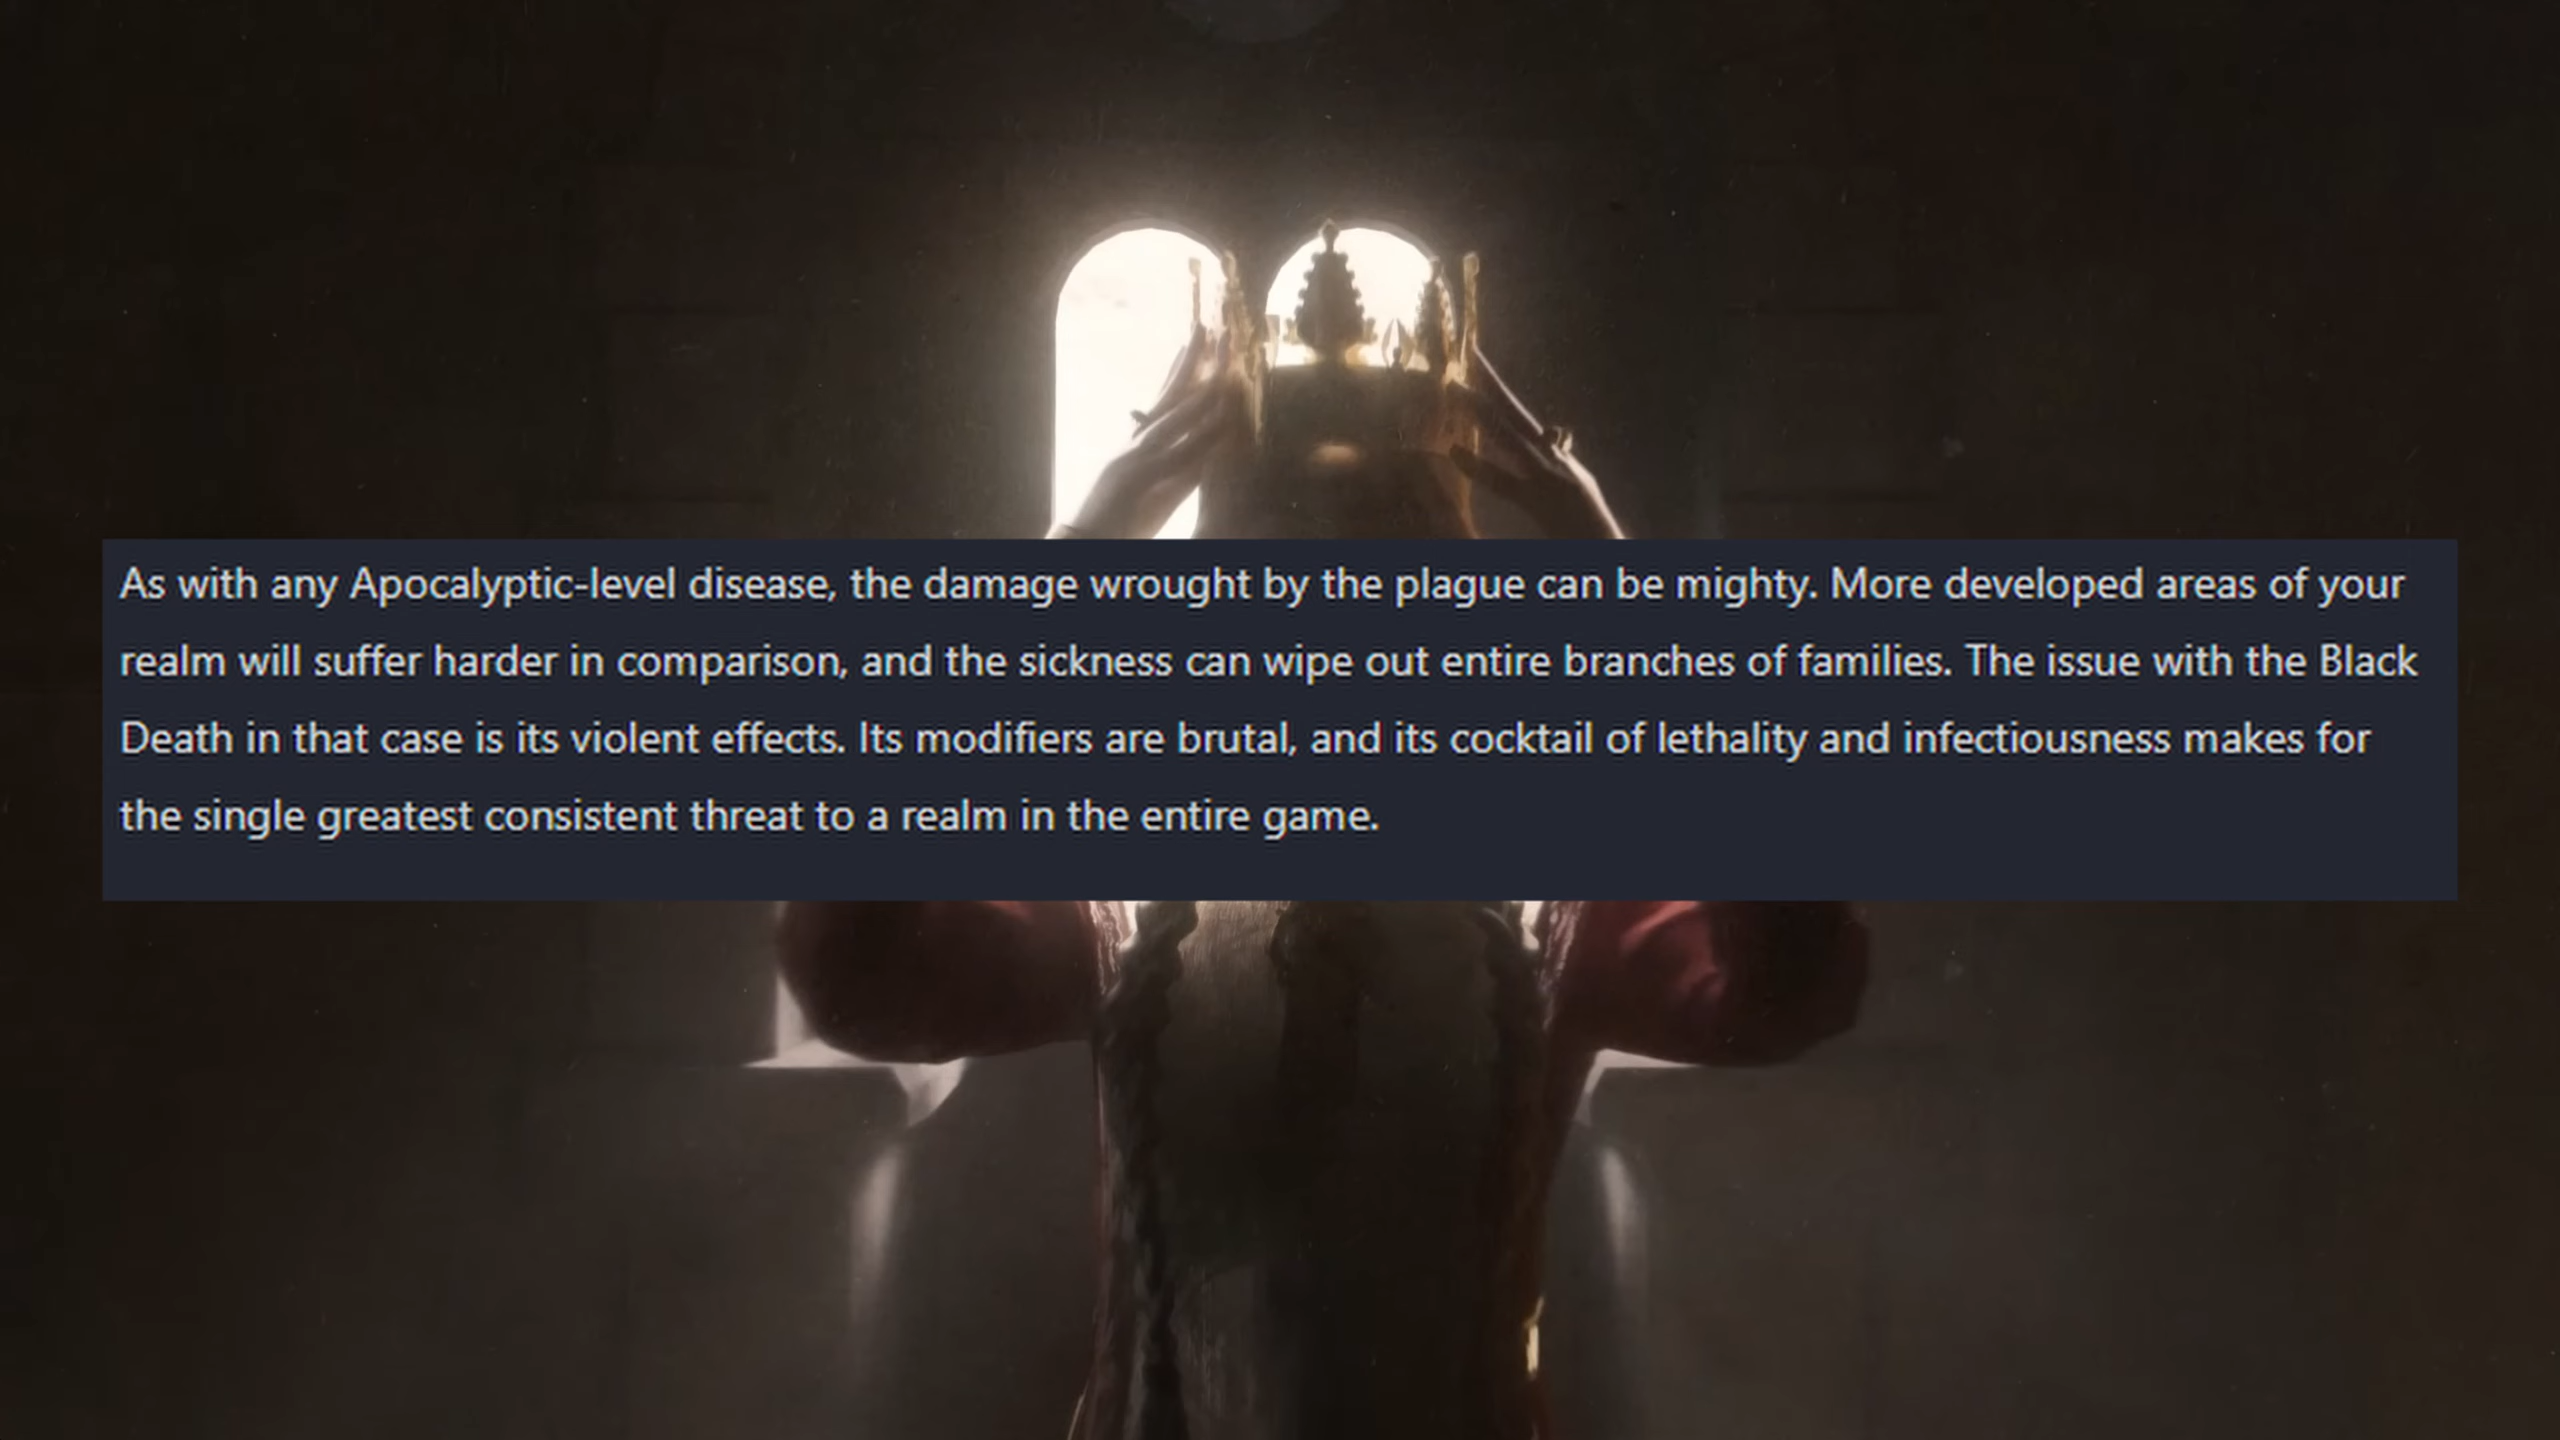 As with any Apocalyptic-level disease, the damage wrought by the plague can be mighty. More developed areas of your
realm will suffer harder in comparison, and the sickness can wipe out entire branches of families. The issue with the Black
Death in that case is its violent effects. Its modifiers are brutal, and its cocktail of lethality and infectiousness makes for
the single greatest consistent threat to a realm in the entire game.